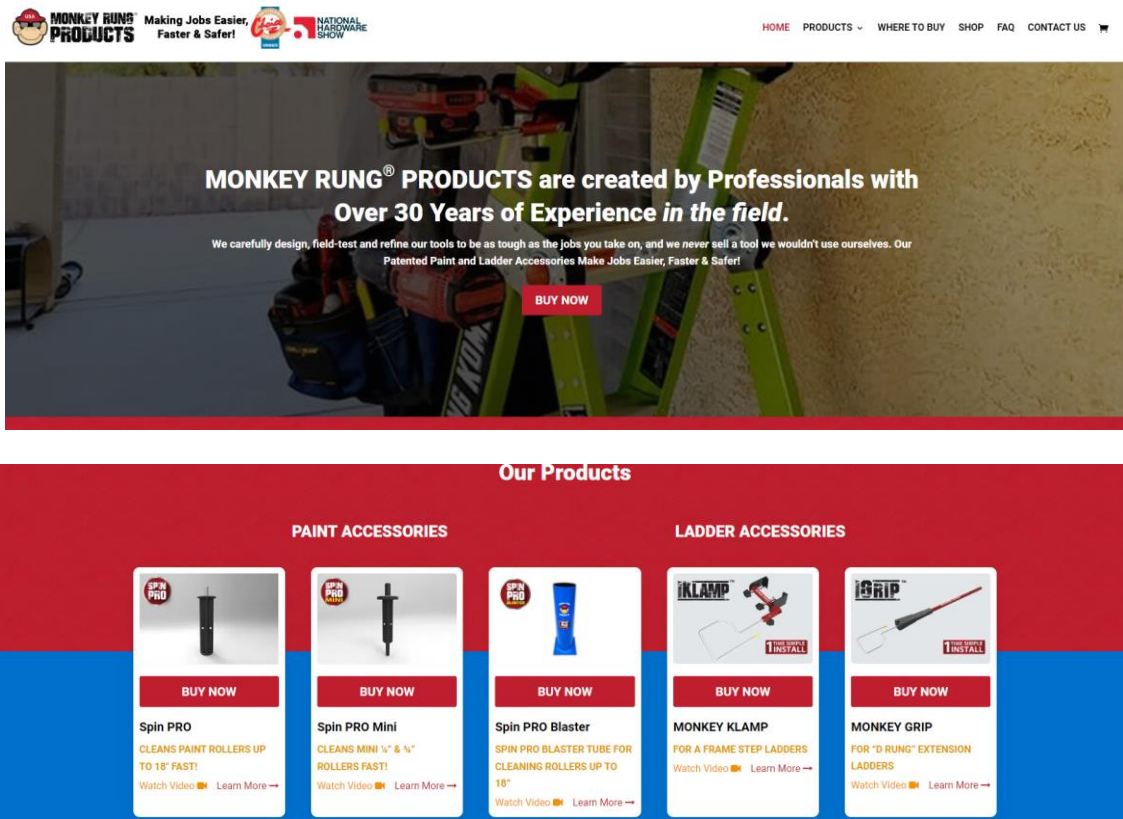 USA
MONKEY RUNG®
PRODUCTS
Making Jobs Easier,
Faster & Safer!
NATIONAL
HARDWARE
SHOW
HOME PRODUCTS WHERE TO BUY SHOP FAQ CONTACT US
MONKEY RUNG® PRODUCTS are created by Professionals with
Over 30 Years of Experience in the field.
We carefully design, field-test and refine our tools to be as tough as the jobs you take on, and we never sell a tool we wouldn't use ourselves. Our
Patented Paint and Ladder Accessories Make Jobs Easier, Faster & Safer!
BUY NOW
Our Products
PAINT ACCESSORIES
LADDER ACCESSORIES
SPIN
PRO
BUY NOW
Spin PRO
CLEANS PAINT ROLLERS UP
TO 18" FAST!
Watch Video Learn More →
SPIN
PRO
MINI
BUY NOW
Spin PRO Mini
CLEANS MINI ¼" & ¾"
ROLLERS FAST!
Watch Video Learn More →
SPIN
PRO
BLASTER
BUY NOW
Spin PRO Blaster
SPIN PRO BLASTER TUBE FOR
CLEANING ROLLERS UP TO
18"
Watch Video Learn More →
KLAMP™
1 TIME SIMPLE
INSTALL
BUY NOW
MONKEY KLAMP
FOR A FRAME STEP LADDERS
Watch Video Learn More →
GRIP™
1 TIME SIMPLE
INSTALL
BUY NOW
MONKEY GRIP
FOR "D RUNG" EXTENSION
LADDERS
Watch Video Learn More →